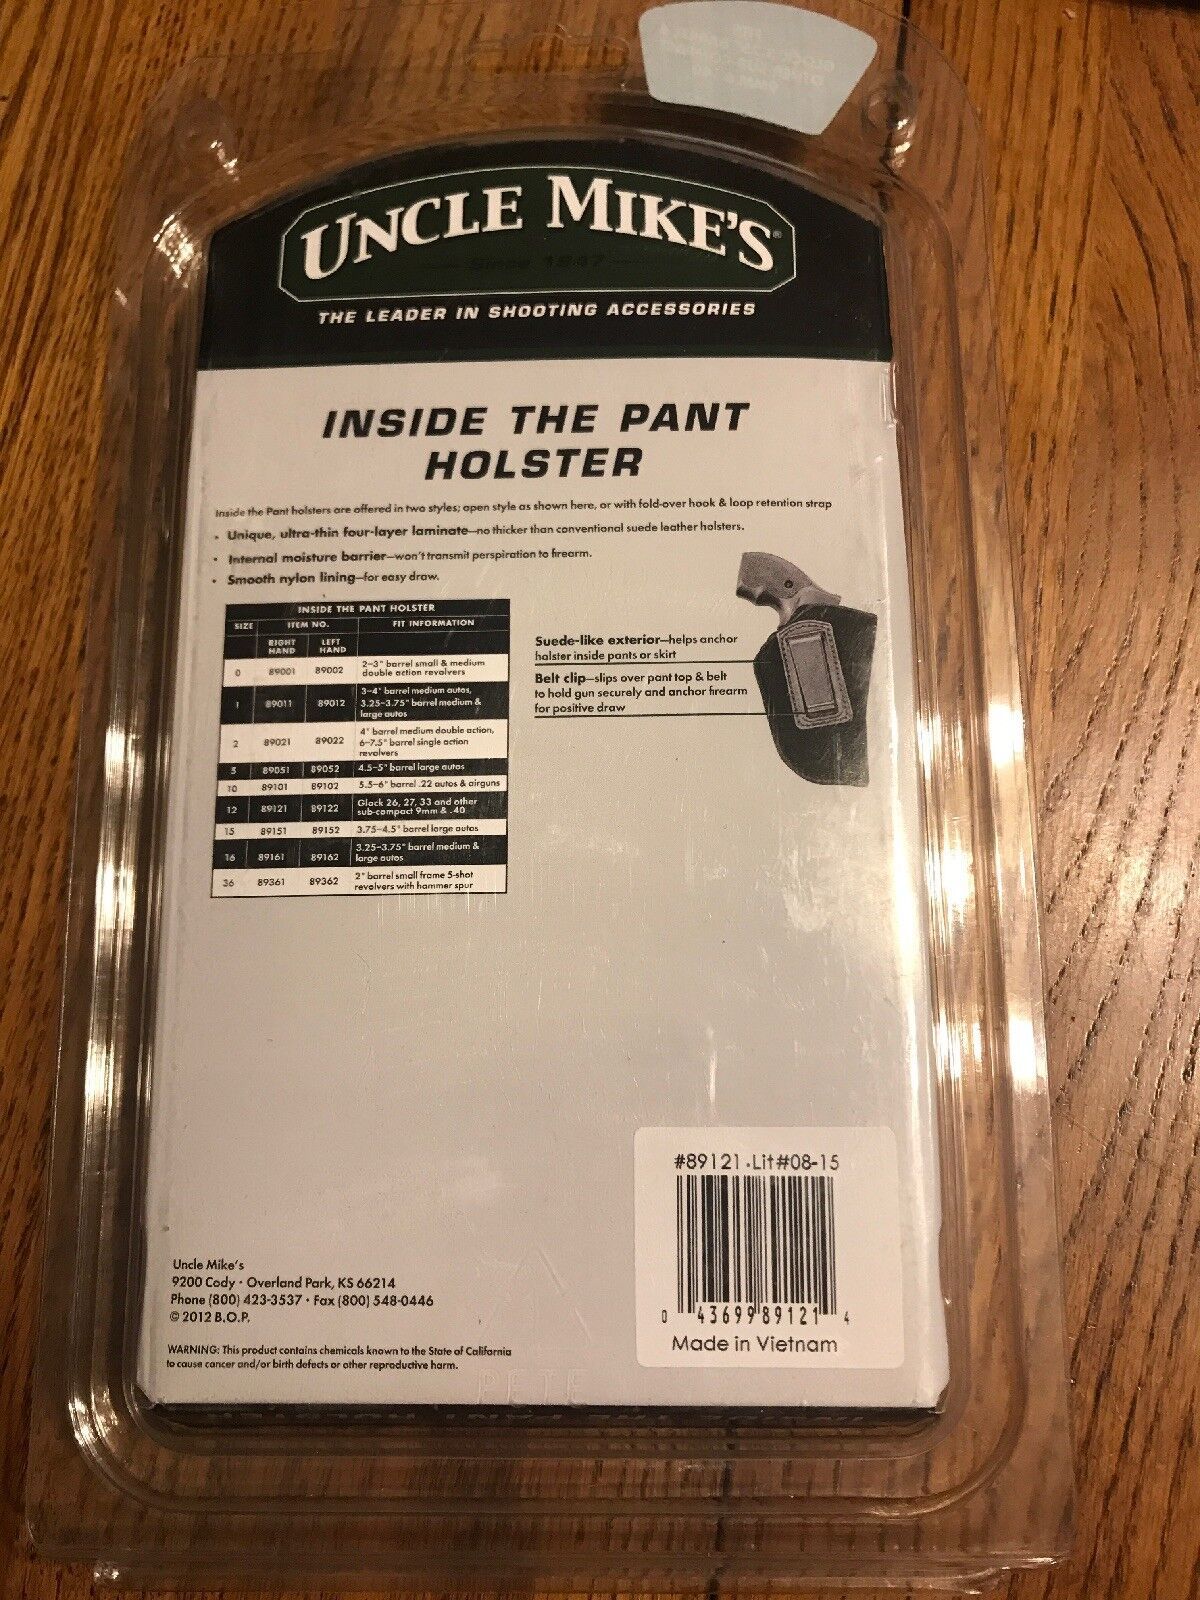 UNCLE MIKE'S®
Since 1947
THE LEADER IN SHOOTING ACCESSORIES
INSIDE THE PANT
HOLSTER
Inside the Pant holsters are offered in two styles; open style as shown here, or with fold-over hook & loop retention strap
• Unique, ultra-thin four-layer laminate—no thicker than conventional suede leather holsters.
• Internal moisture barrier—won't transmit perspiration to firearm.
• Smooth nylon lining—for easy draw.
INSIDE THE PANT HOLSTER
SIZE ITEM NO. FIT INFORMATION
RIGHT HAND LEFT HAND
0 89001 89002 2–3" barrel small & medium
double action revolvers
1 89011 89012 3–4" barrel medium autos,
3.25–3.75" barrel medium &
large autos
2 89021 89022 4" barrel medium double action,
6–7.5" barrel single action
revolvers
5 89051 89052 4.5–5" barrel large autos
10 89101 89102 5.5–6" barrel .22 autos & airguns
12 89121 89122 Glock 26, 27, 33 and other
sub-compact 9mm & .40
15 89151 89152 3.75–4.5" barrel large autos
16 89161 89162 3.25–3.75" barrel medium &
large autos
36 89361 89362 2" barrel small frame 5-shot
revolvers with hammer spur
Suede-like exterior—helps anchor
holster inside pants or skirt
Belt clip—slips over pant top & belt
to hold gun securely and anchor firearm
for positive draw
#89121 • Lit#08-15
0 43699 89121 4
Made in Vietnam
Uncle Mike's
9200 Cody • Overland Park, KS 66214
Phone (800) 423-3537 • Fax (800) 548-0446
© 2012 B.O.P.
WARNING: This product contains chemicals known to the State of California
to cause cancer and/or birth defects or other reproductive harm.
PETE
INSIDE THE PANT HOLSTER